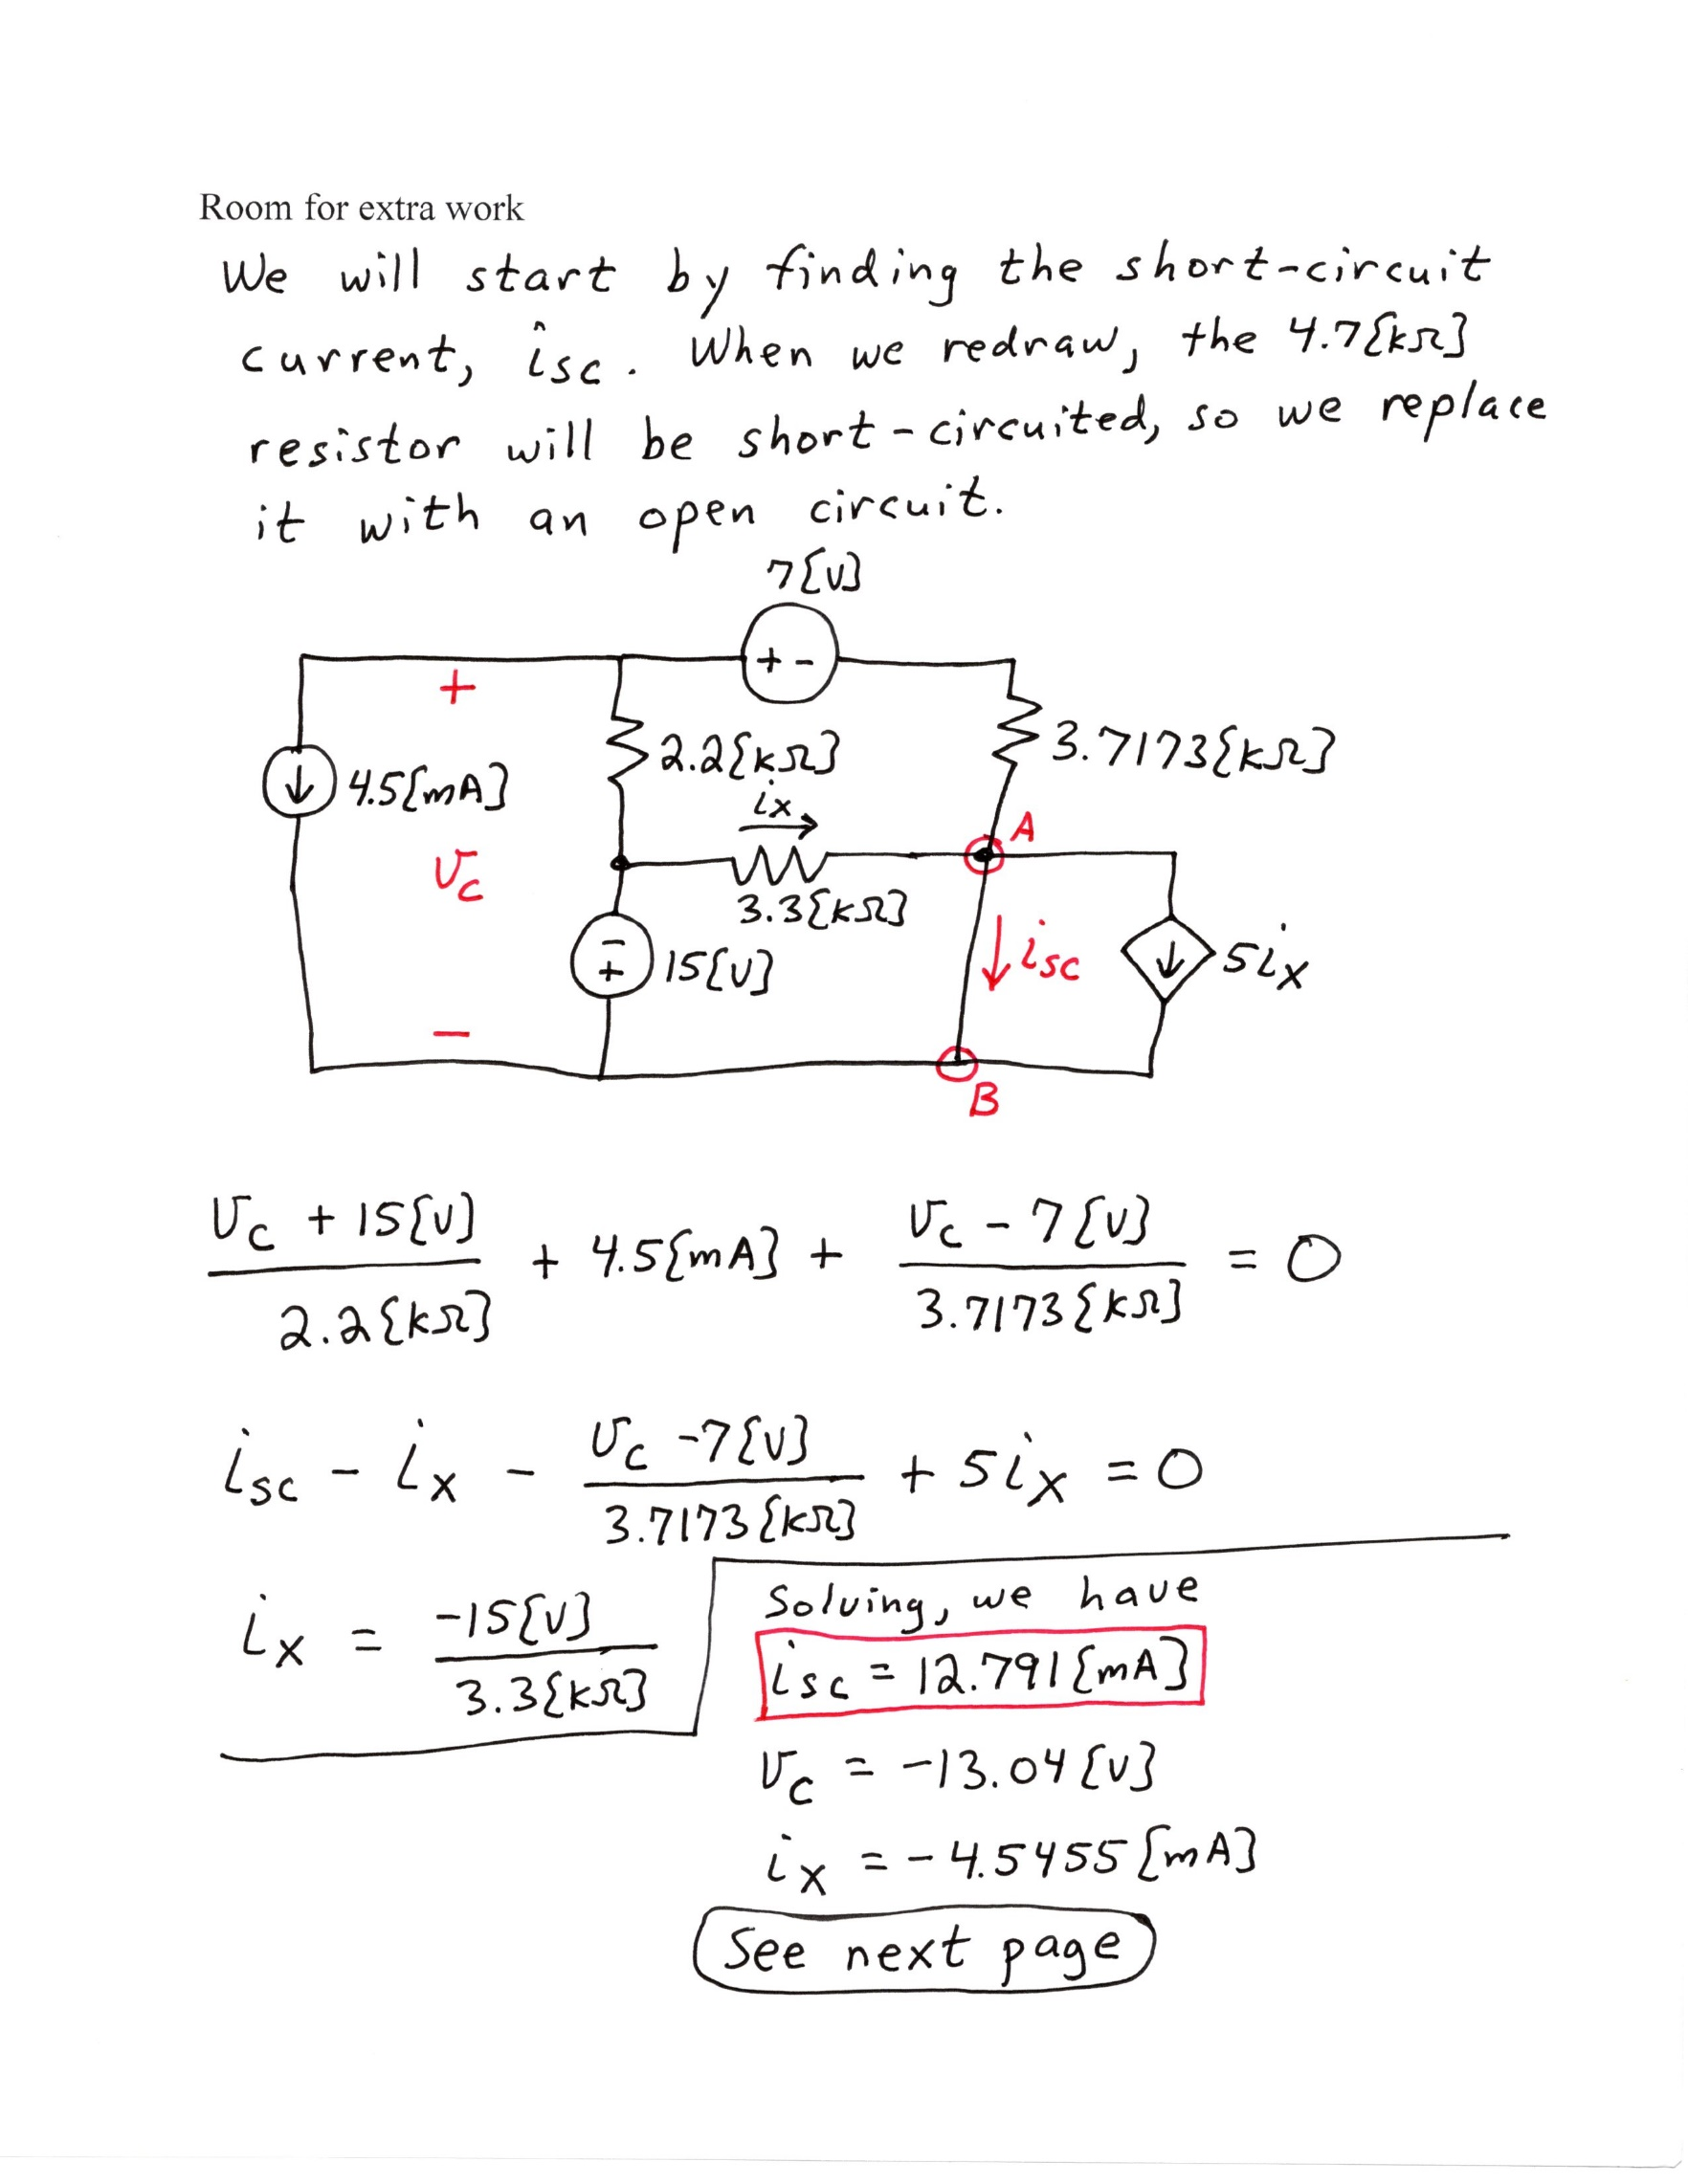 Room for extra work
We will start by finding the short-circuit
current, isc. When we redraw, the 4.7[kΩ]
resistor will be short-circuited, so we replace
it with an open circuit.
7[V]
+ -
+
2.2[kΩ]
3.7173[kΩ]
4.5[mA]
ix
A
vc
3.3[kΩ]
-
+
15[V]
isc
5ix
-
B
vc + 15[V] / 2.2[kΩ] + 4.5[mA] + vc - 7[V] / 3.7173[kΩ] = 0
isc - ix - vc - 7[V] / 3.7173[kΩ] + 5ix = 0
ix = -15[V] / 3.3[kΩ]
Solving, we have
isc = 12.791[mA]
vc = -13.04[V]
ix = -4.5455[mA]
See next page